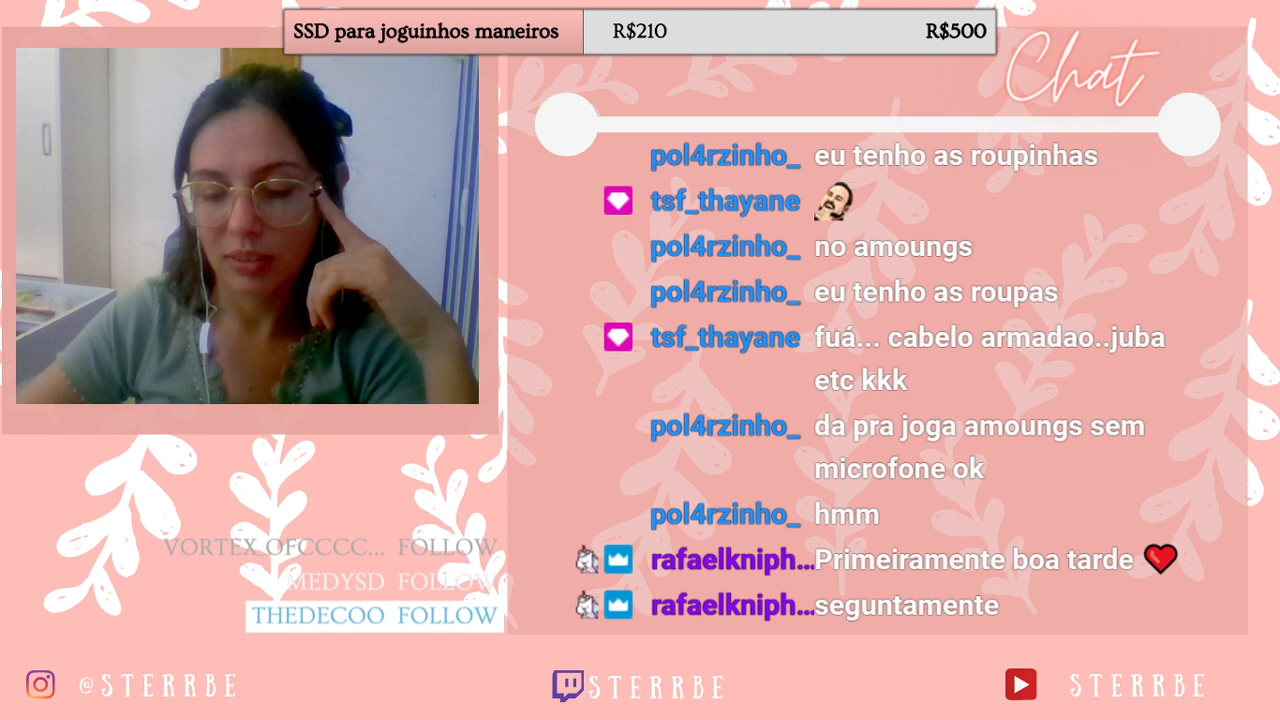 SSD para joguinhos maneiros R$210 R$500
Chat
pol4rzinho_ eu tenho as roupinhas
tsf_thayane
pol4rzinho_ no amoungs
pol4rzinho_ eu tenho as roupas
tsf_thayane fuá... cabelo armadao..juba
etc kkk
pol4rzinho_ da pra joga amoungs sem
microfone ok
pol4rzinho_ hmm
rafaelkniph... Primeiramente boa tarde
rafaelkniph... seguntamente
VORTEX_OFCCCC... FOLLOW
MEDYSD FOLLOW
THEDECOO FOLLOW
@STERRBE
STERRBE
STERRBE